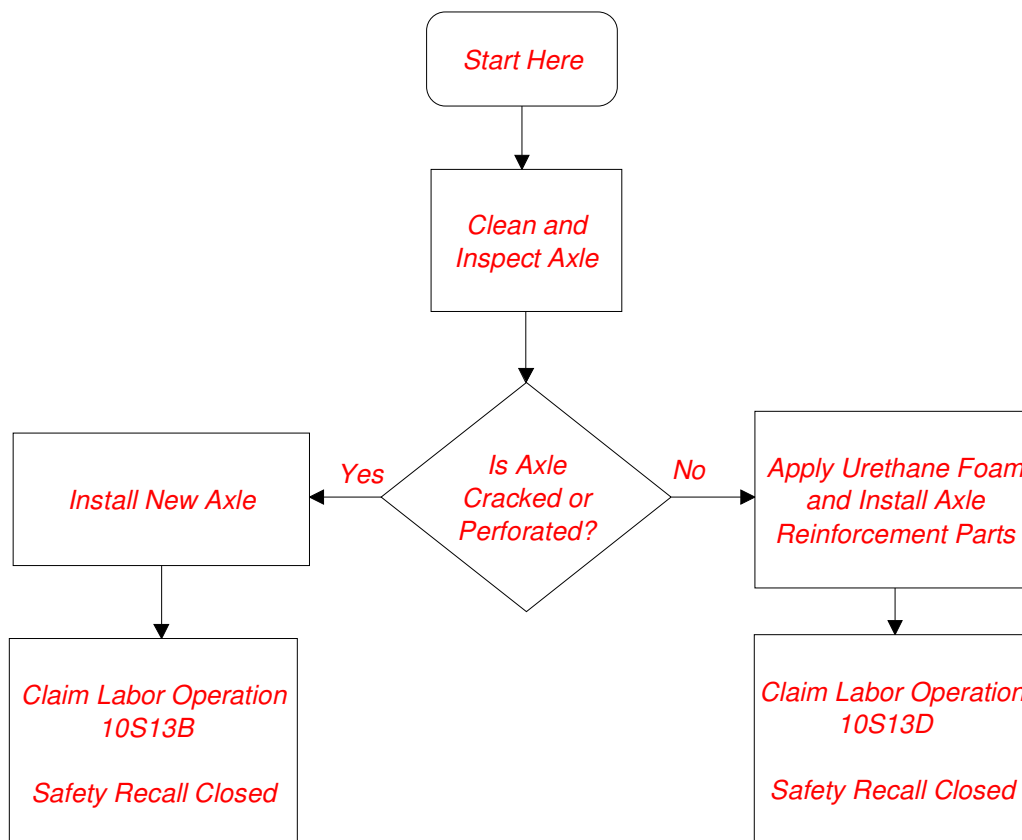 Start Here
Clean and
Inspect Axle
Is Axle
Cracked or
Perforated?
Yes
No
Install New Axle
Apply Urethane Foam
and Install Axle
Reinforcement Parts
Claim Labor Operation
10S13B
Safety Recall Closed
Claim Labor Operation
10S13D
Safety Recall Closed